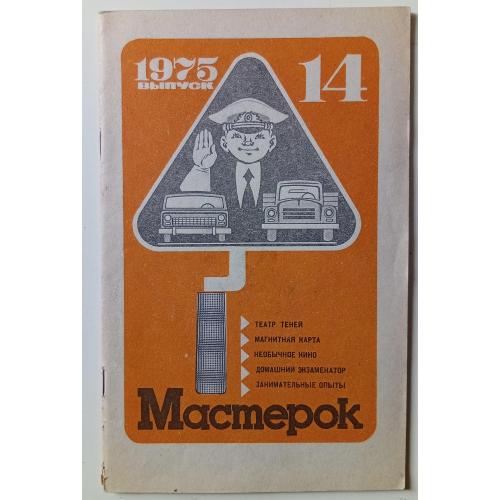 1975
ВЫПУСК
14
ТЕАТР ТЕНЕЙ
МАГНИТНАЯ КАРТА
НЕОБЫЧНОЕ КИНО
ДОМАШНИЙ ЭКЗАМЕНАТОР
ЗАНИМАТЕЛЬНЫЕ ОПЫТЫ
Мастерок